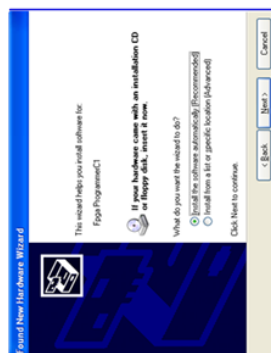 Found New Hardware Wizard
This wizard helps you install software for:
Fpga ProgrammerC1
If your hardware came with an installation CD
or floppy disk, insert it now.
What do you want the wizard to do?
Install the software automatically (Recommended)
Install from a list or specific location (Advanced)
Click Next to continue.
< Back
Next >
Cancel